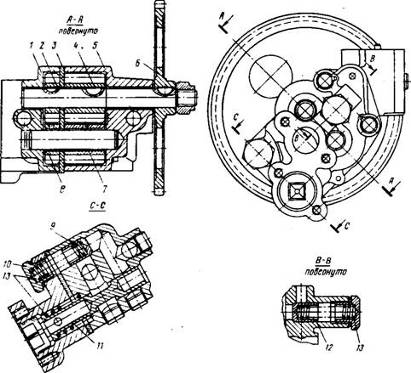 А-А
повернуто
1 2 3 4 5
6
8 7
А
В
С
А
С
С-С
9
10
13
11
В-В
повернуто
12 13